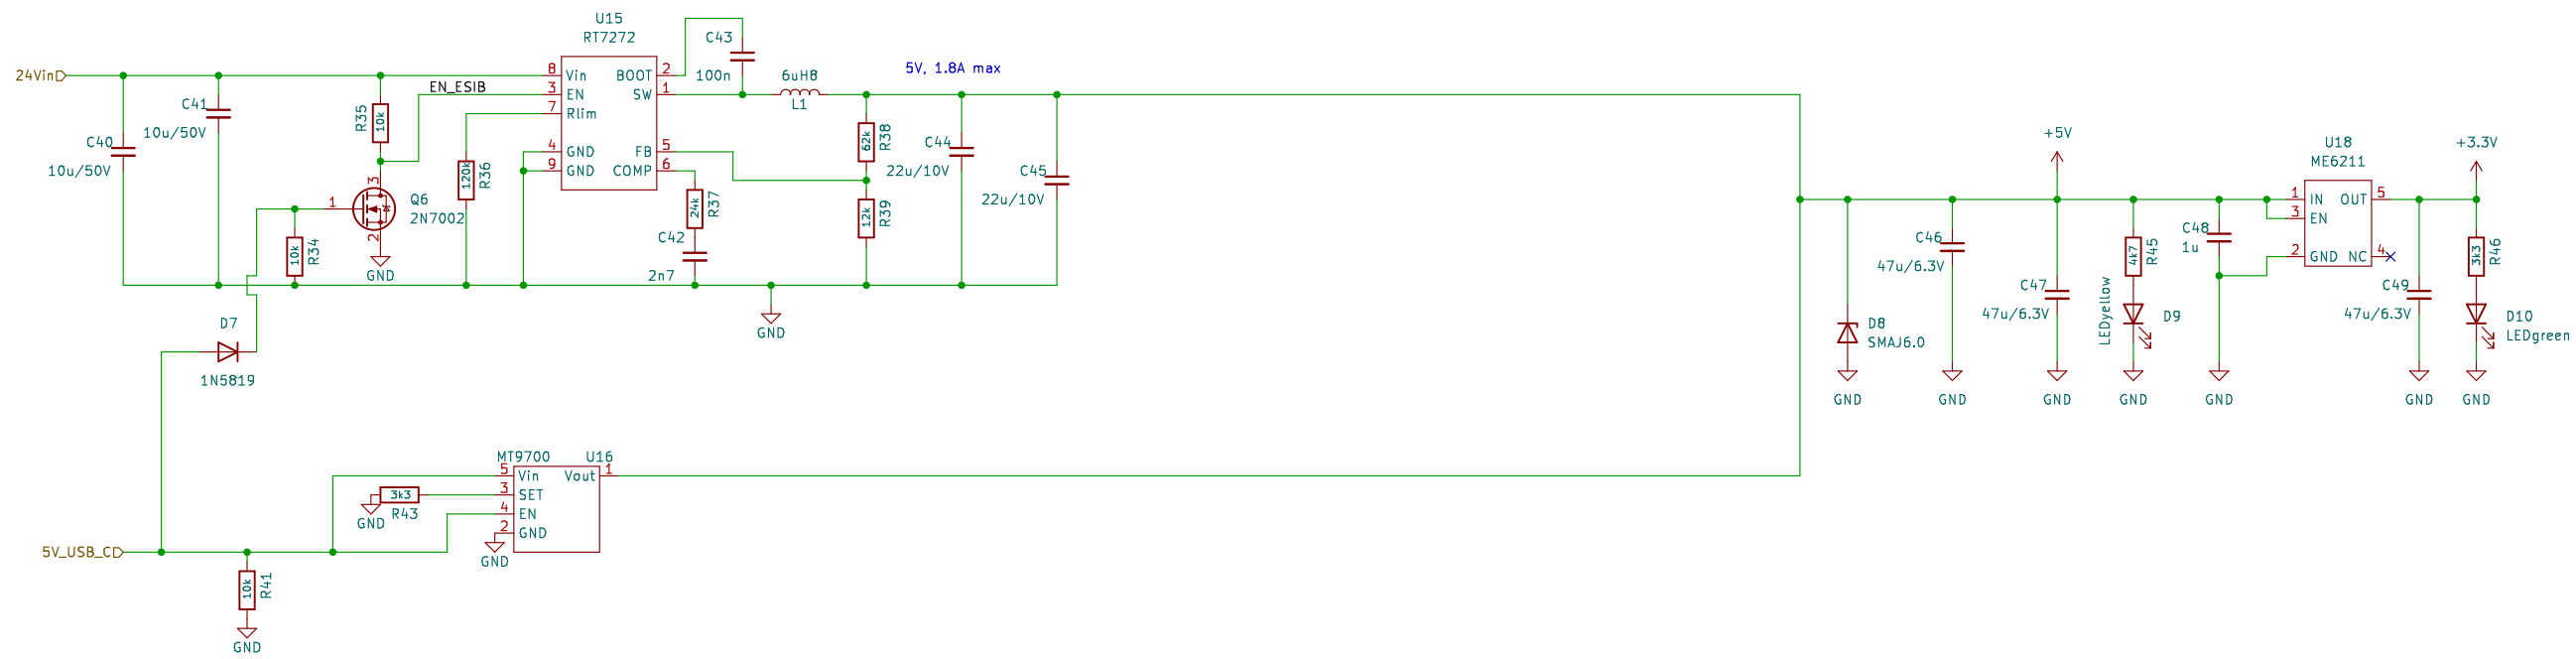 24Vin
C40
10u/50V
C41
10u/50V
R35
10k
EN_ESIB
1
3
2
Q6
2N7002
GND
R34
10k
R36
120k
U15
RT7272
8
Vin
3
EN
7
Rlim
4
GND
9
GND
BOOT
2
SW
1
FB
5
COMP
6
C43
100n
6uH8
L1
5V, 1.8A max
R38
62k
R39
12k
R37
24k
C42
2n7
C44
22u/10V
C45
22u/10V
GND
D7
1N5819
MT9700
U16
5
Vin
Vout
1
3
SET
4
EN
2
GND
3k3
R43
GND
GND
5V_USB_C
10k
R41
GND
D8
SMAJ6.0
GND
C46
47u/6.3V
GND
+5V
C47
47u/6.3V
GND
4k7
R45
LEDyellow
D9
GND
C48
1u
GND
U18
ME6211
1
IN
OUT
5
3
EN
2
GND
NC
4
C49
47u/6.3V
GND
+3.3V
3k3
R46
D10
LEDgreen
GND